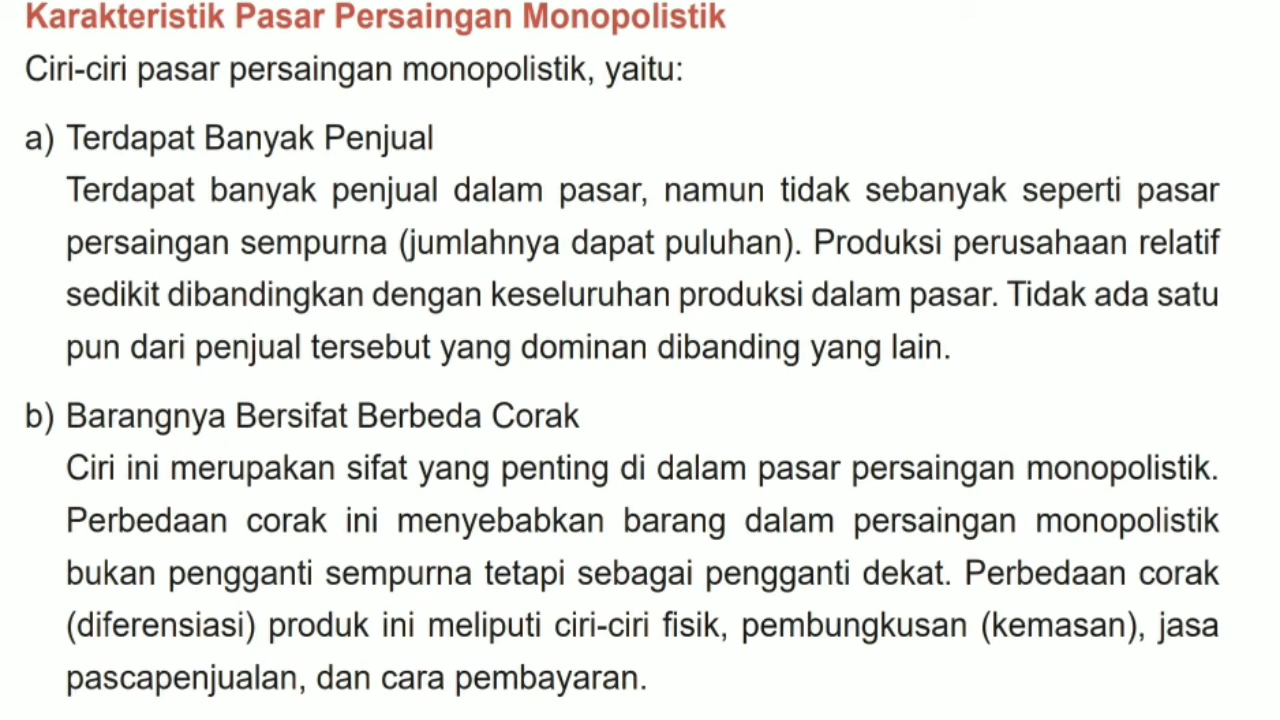 Karakteristik Pasar Persaingan Monopolistik
Ciri-ciri pasar persaingan monopolistik, yaitu:
a) Terdapat Banyak Penjual
Terdapat banyak penjual dalam pasar, namun tidak sebanyak seperti pasar
persaingan sempurna (jumlahnya dapat puluhan). Produksi perusahaan relatif
sedikit dibandingkan dengan keseluruhan produksi dalam pasar. Tidak ada satu
pun dari penjual tersebut yang dominan dibanding yang lain.
b) Barangnya Bersifat Berbeda Corak
Ciri ini merupakan sifat yang penting di dalam pasar persaingan monopolistik.
Perbedaan corak ini menyebabkan barang dalam persaingan monopolistik
bukan pengganti sempurna tetapi sebagai pengganti dekat. Perbedaan corak
(diferensiasi) produk ini meliputi ciri-ciri fisik, pembungkusan (kemasan), jasa
pascapenjualan, dan cara pembayaran.